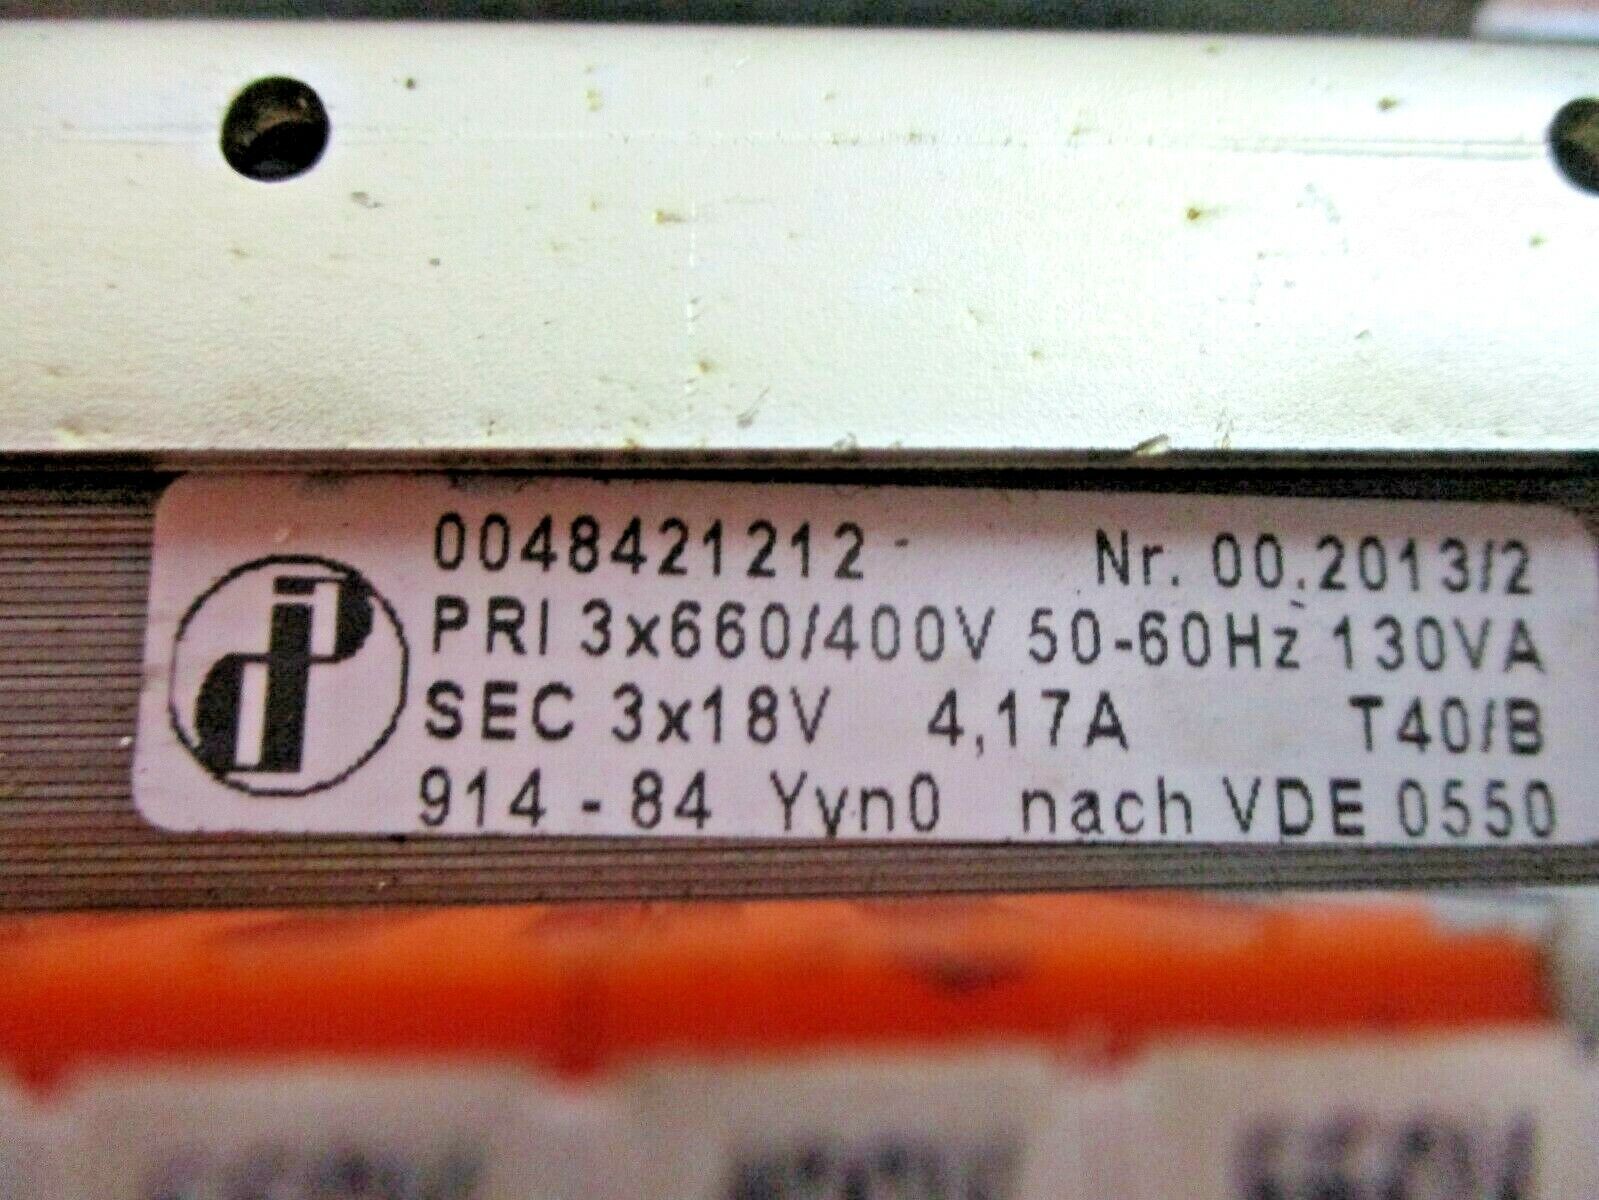 0048421212 - Nr. 00.2013/2
PRI 3x660/400V 50-60Hz 130VA
SEC 3x18V 4,17A T40/B
914 - 84 Yyn0 nach VDE 0550